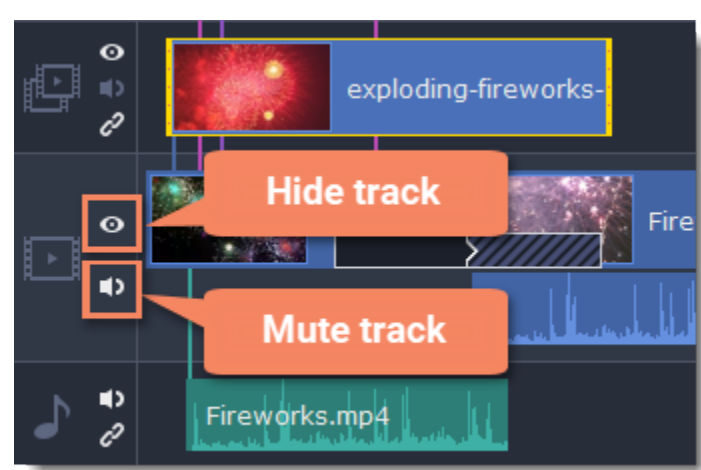 exploding-fireworks-
Hide track
Fire
Mute track
Fireworks.mp4